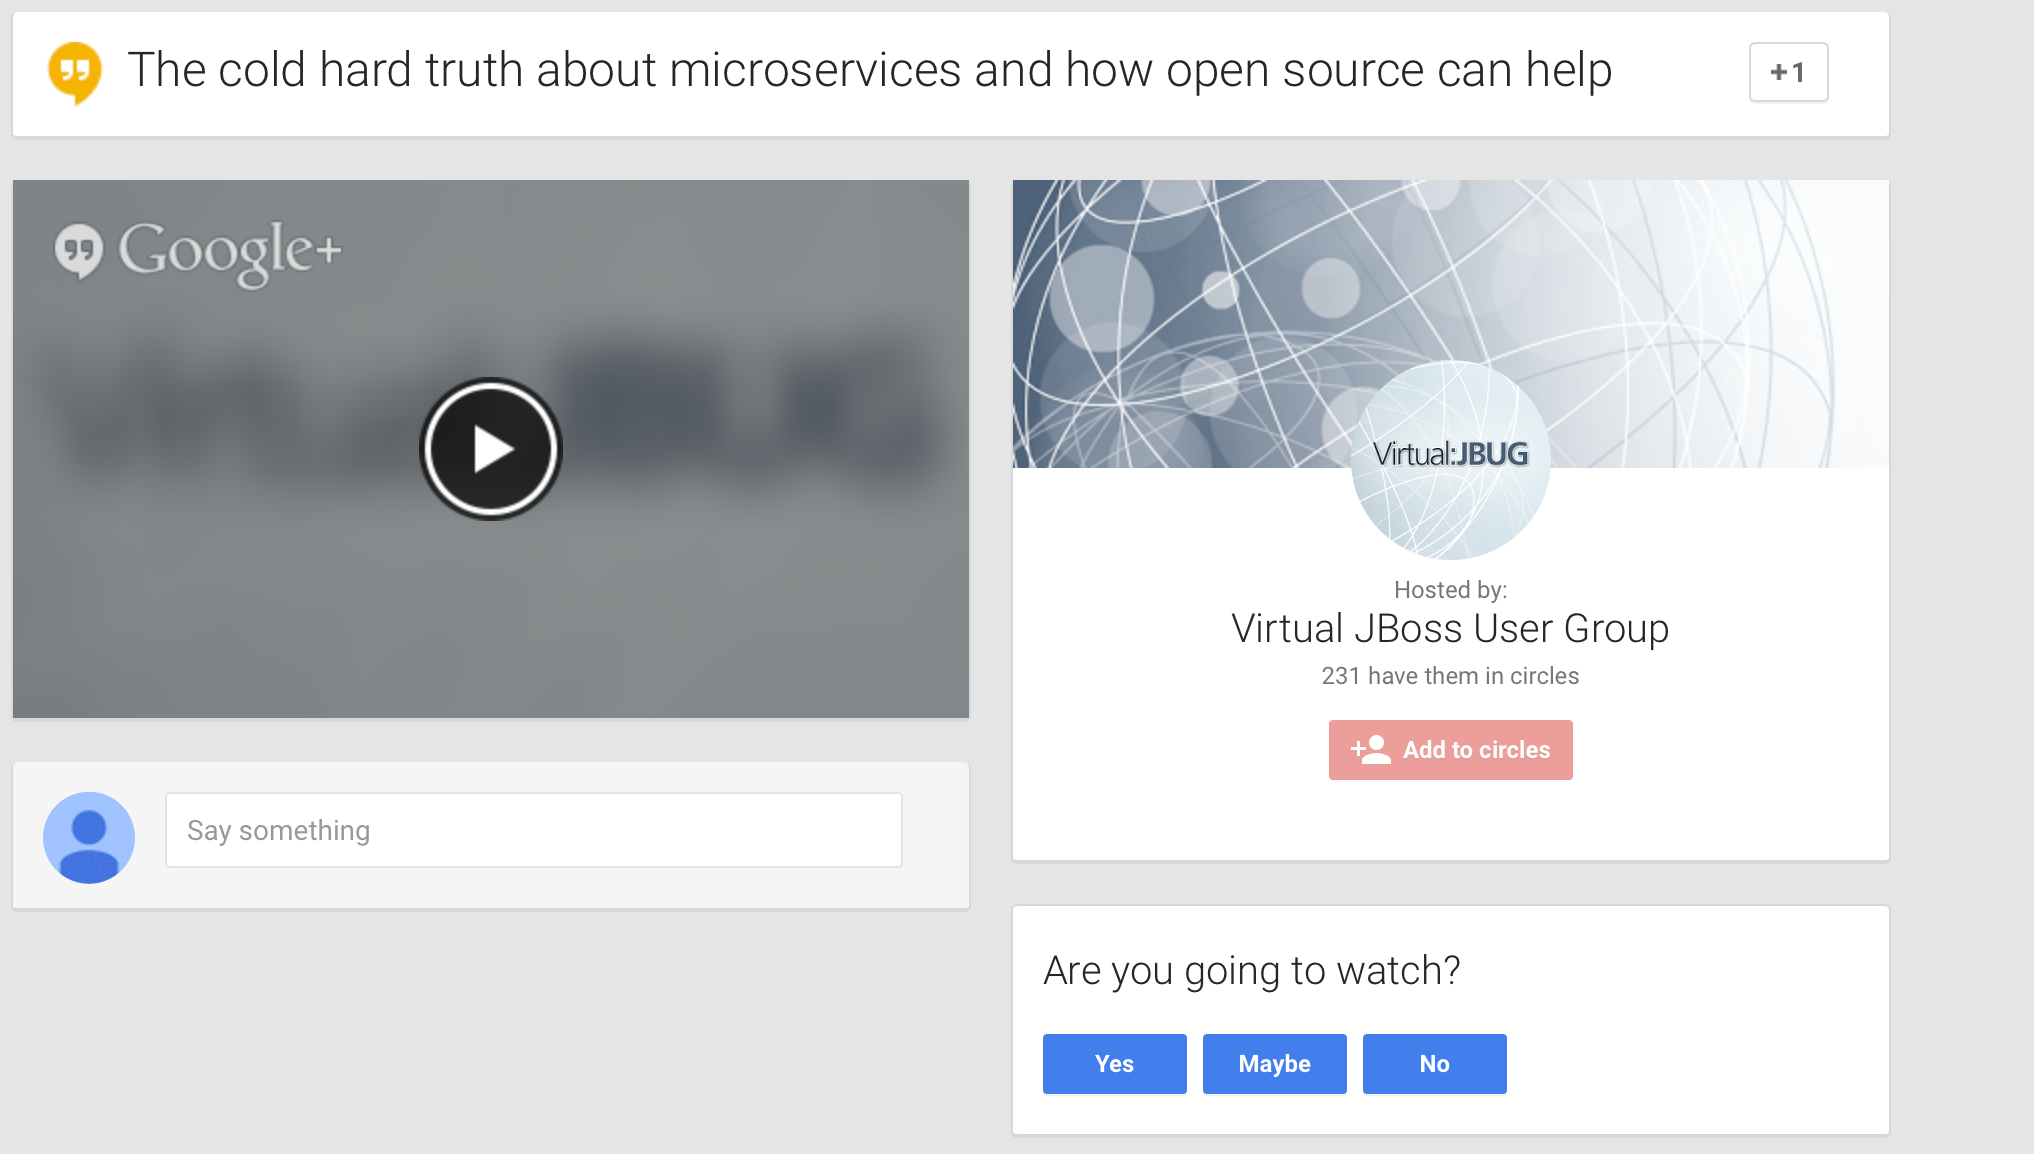 The cold hard truth about microservices and how open source can help
+1
Google+
Virtual:JBUG
Virtual:JBUG
Hosted by:
Virtual JBoss User Group
231 have them in circles
Add to circles
Say something
Are you going to watch?
Yes
Maybe
No